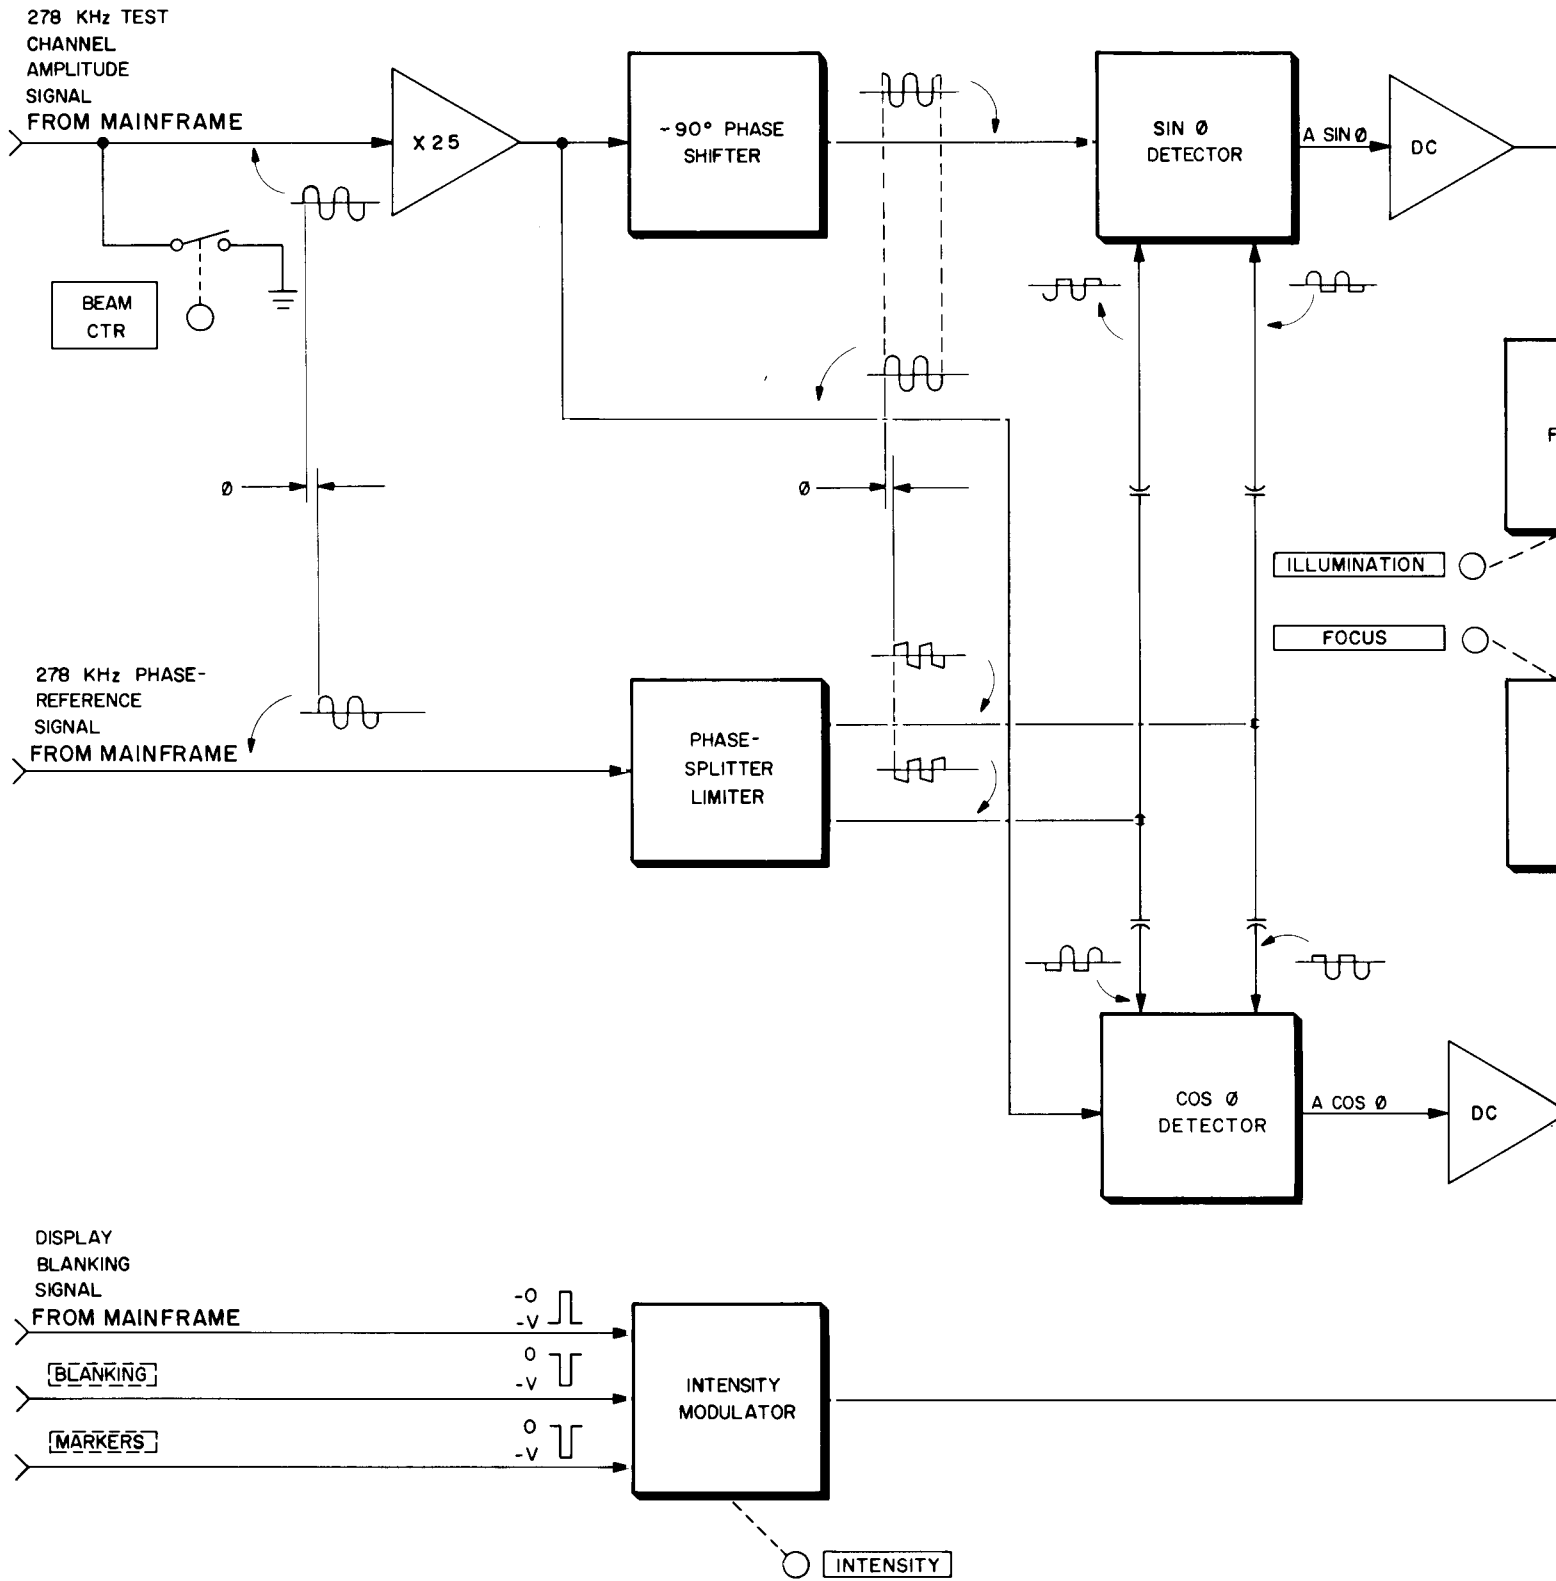 278 KHz TEST
CHANNEL
AMPLITUDE
SIGNAL
FROM MAINFRAME
X 25
-90° PHASE
SHIFTER
SIN Ø
DETECTOR
A SIN Ø
DC
BEAM
CTR
F
Ø
Ø
ILLUMINATION
FOCUS
278 KHz PHASE-
REFERENCE
SIGNAL
FROM MAINFRAME
PHASE-
SPLITTER
LIMITER
COS Ø
DETECTOR
A COS Ø
DC
DISPLAY
BLANKING
SIGNAL
FROM MAINFRAME
-0
-V
BLANKING
0
-V
MARKERS
0
-V
INTENSITY
MODULATOR
INTENSITY